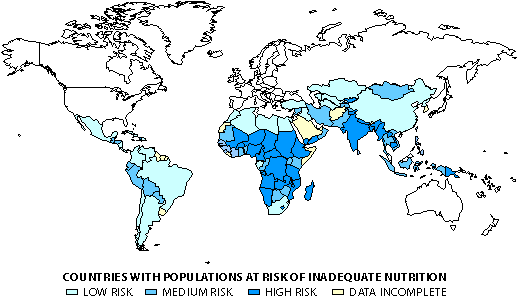 COUNTRIES WITH POPULATIONS AT RISK OF INADEQUATE NUTRITION
LOW RISK MEDIUM RISK HIGH RISK DATA INCOMPLETE